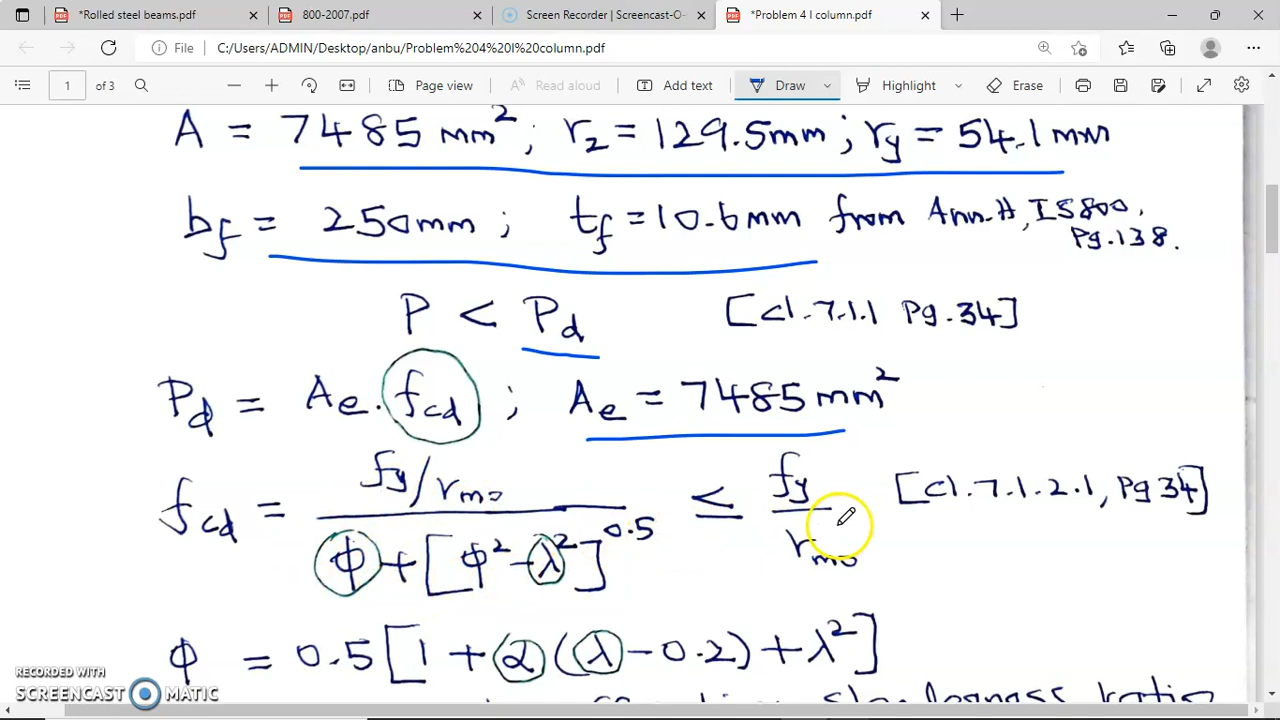 *Rolled steel beams.pdf
800-2007.pdf
Screen Recorder | Screencast-O-
*Problem 4 I column.pdf
File
C:/Users/ADMIN/Desktop/anbu/Problem%204%20I%20column.pdf
1 of 3
Page view
Read aloud
Add text
Draw
Highlight
Erase
A = 7485 mm²; rz = 129.5mm; ry = 54.1 mm
bf = 250mm; tf = 10.6mm from Ann.H, IS800, Pg.138.
P < Pd [cl.7.1.1 Pg.34]
Pd = Ae.fcd; Ae = 7485 mm²
fcd = fy/rmo / ϕ+[ϕ²-λ²]^0.5 ≤ fy/rmo [cl.7.1.2.1, Pg 34]
ϕ = 0.5[1 + α(λ-0.2)+λ²]
slenderness ratio
RECORDED WITH
SCREENCAST MATIC